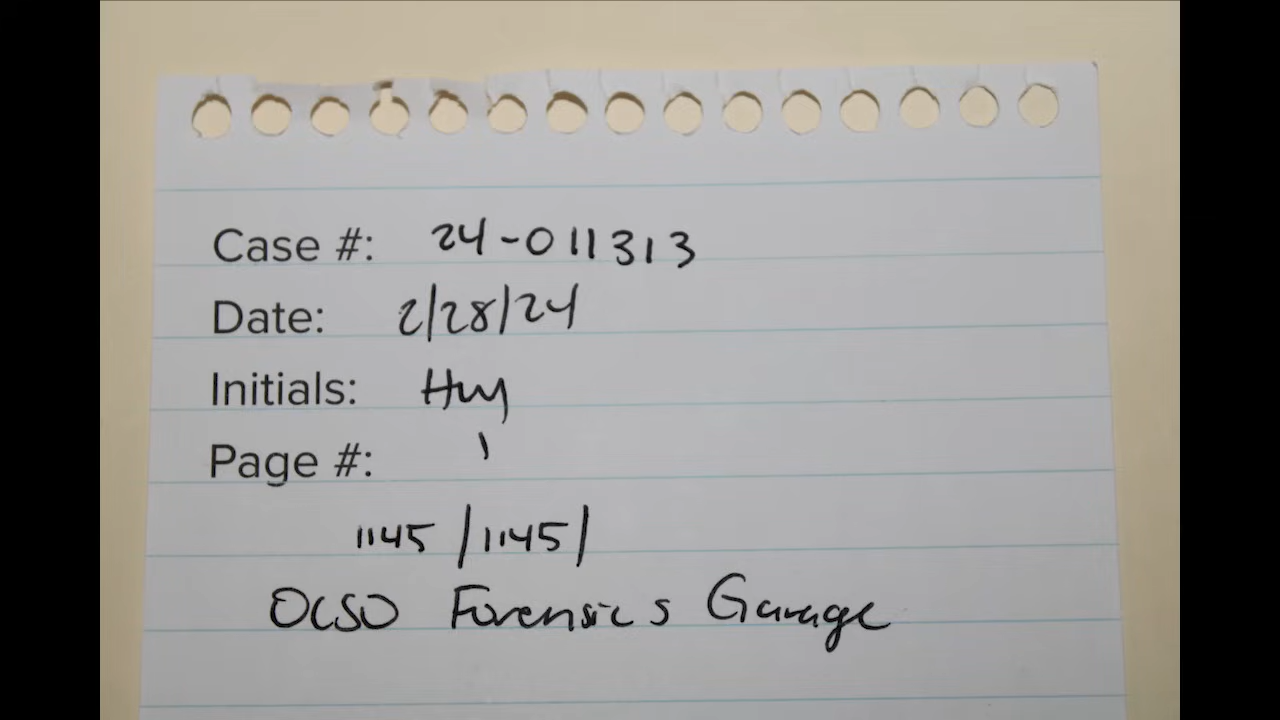 Case #: 24-011313
Date: 2/28/24
Initials:
Page #: 1
1145 / 1145 /
OCSO Forensics Garage